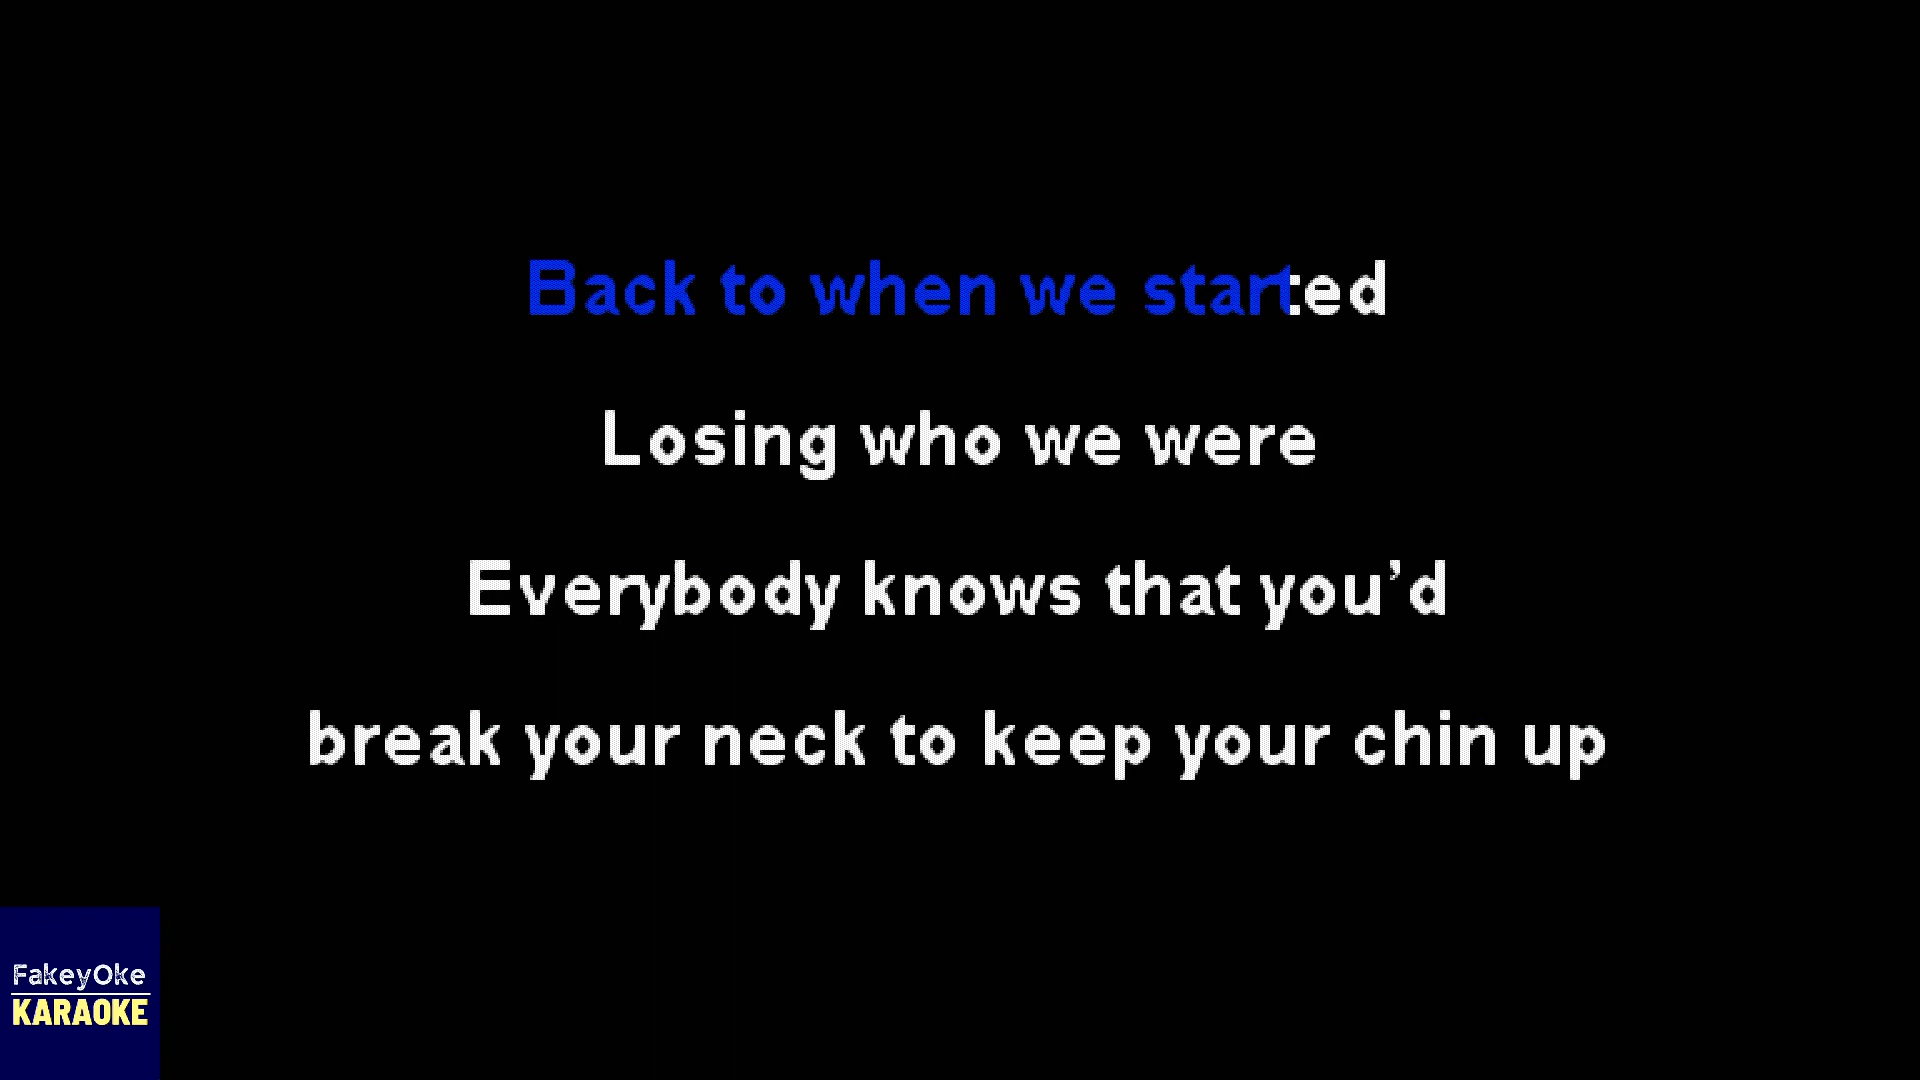 Back to when we started
Losing who we were
Everybody knows that you’d
break your neck to keep your chin up
FakeyOke
KARAOKE